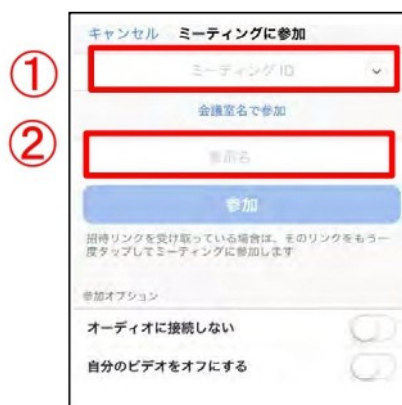 キャンセル ミーティングに参加
①
ミーティング ID
会議室名で参加
②
参加
招待リンクを受け取っている場合は、そのリンクをもう一
度タップしてミーティングに参加します
参加オプション
オーディオに接続しない
自分のビデオをオフにする